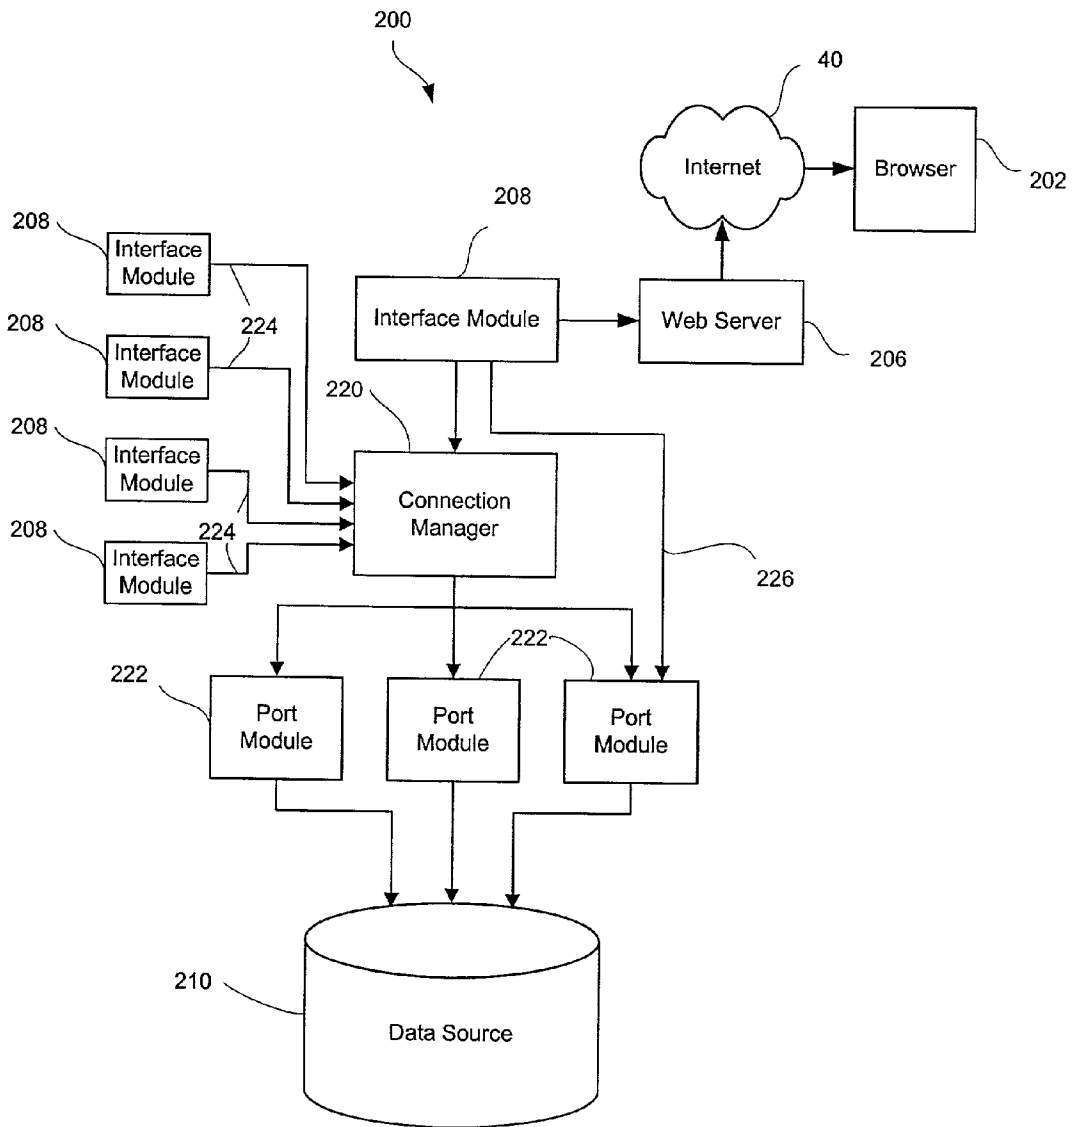 200
40
Internet
Browser
202
208
208
Interface
Module
224
Interface Module
Web Server
206
208
Interface
Module
220
208
Interface
Module
Connection
Manager
224
208
Interface
Module
226
222
222
Port
Module
Port
Module
Port
Module
210
Data Source